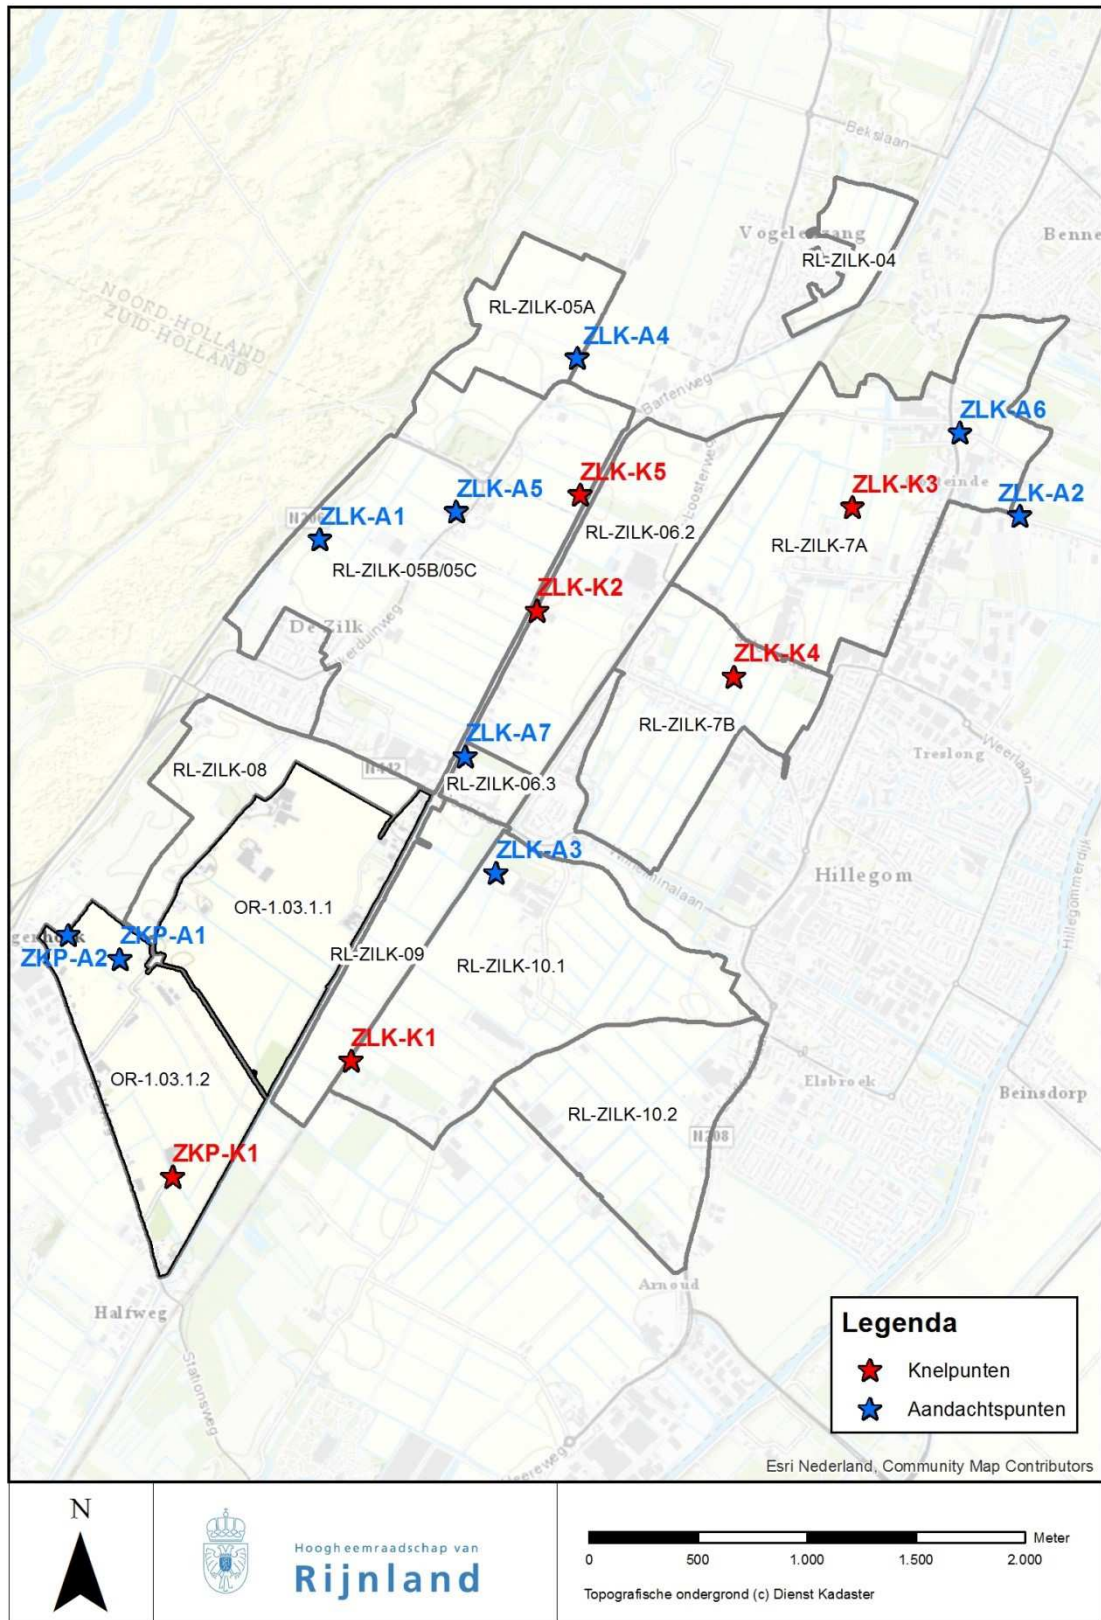 Bekslaan
Vogelenzang
Benne
RL-ZILK-04
NOORD-HOLLAND
ZUID-HOLLAND
RL-ZILK-05A
ZLK-A4
Bartenweg
ZLK-A6
ZLK-K5
ZLK-K3
ZLK-A5
ZLK-A2
ZLK-A1
Loosterweg
RL-ZILK-06.2
RL-ZILK-7A
RL-ZILK-05B/05C
ZLK-K2
De Zilk
ZLK-K4
RL-ZILK-7B
ZLK-A7
Treslong
Weerlaan
RL-ZILK-08
N442
RL-ZILK-06.3
ZLK-A3
Hillegom
Hillegommerdijk
OR-1.03.1.1
ZKP-A1
ZKP-A2
RL-ZILK-09
RL-ZILK-10.1
ZLK-K1
OR-1.03.1.2
Elsbroek
Beinsdorp
RL-ZILK-10.2
N208
ZKP-K1
Arnoud
Halfweg
Stationsweg
Legenda
Knelpunten
Aandachtspunten
Esri Nederland, Community Map Contributors
N
Hoogheemraadschap van
Rijnland
Meter
0 500 1.000 1.500 2.000
Topografische ondergrond (c) Dienst Kadaster